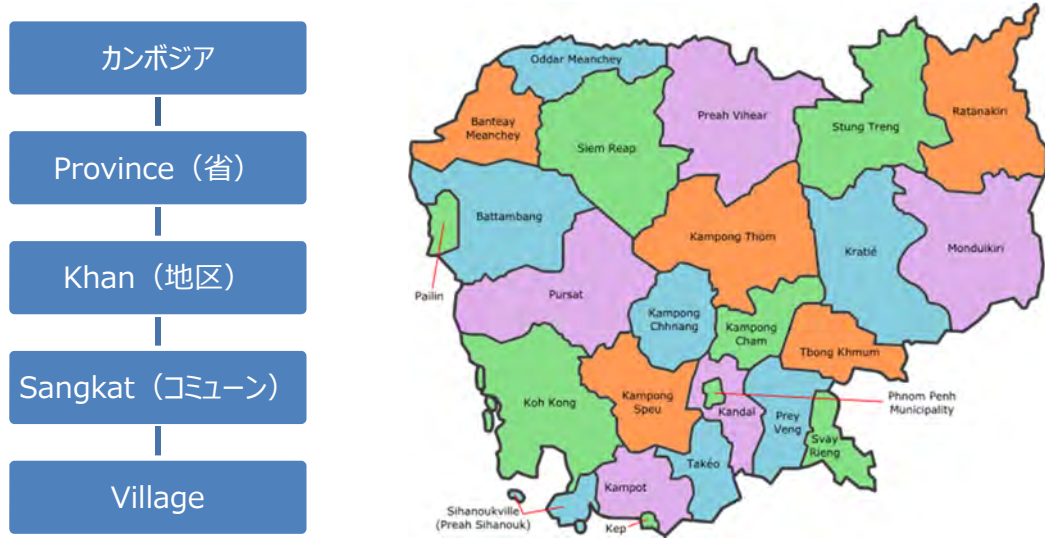 カンボジア
Province（省）
Khan（地区）
Sangkat（コミューン）
Village
Oddar Meanchey
Banteay
Meanchey
Siem Reap
Preah Vihear
Stung Treng
Ratanakiri
Battambang
Pailin
Pursat
Kampong Thom
Kratié
Monduikiri
Kampong
Chhnang
Kampong
Cham
Tbong Khmum
Koh Kong
Kampong
Speu
Kandal
Prey
Veng
Svay
Rieng
Phnom Penh
Municipality
Takéo
Kampot
Sihanoukville
(Preah Sihanouk)
Kep